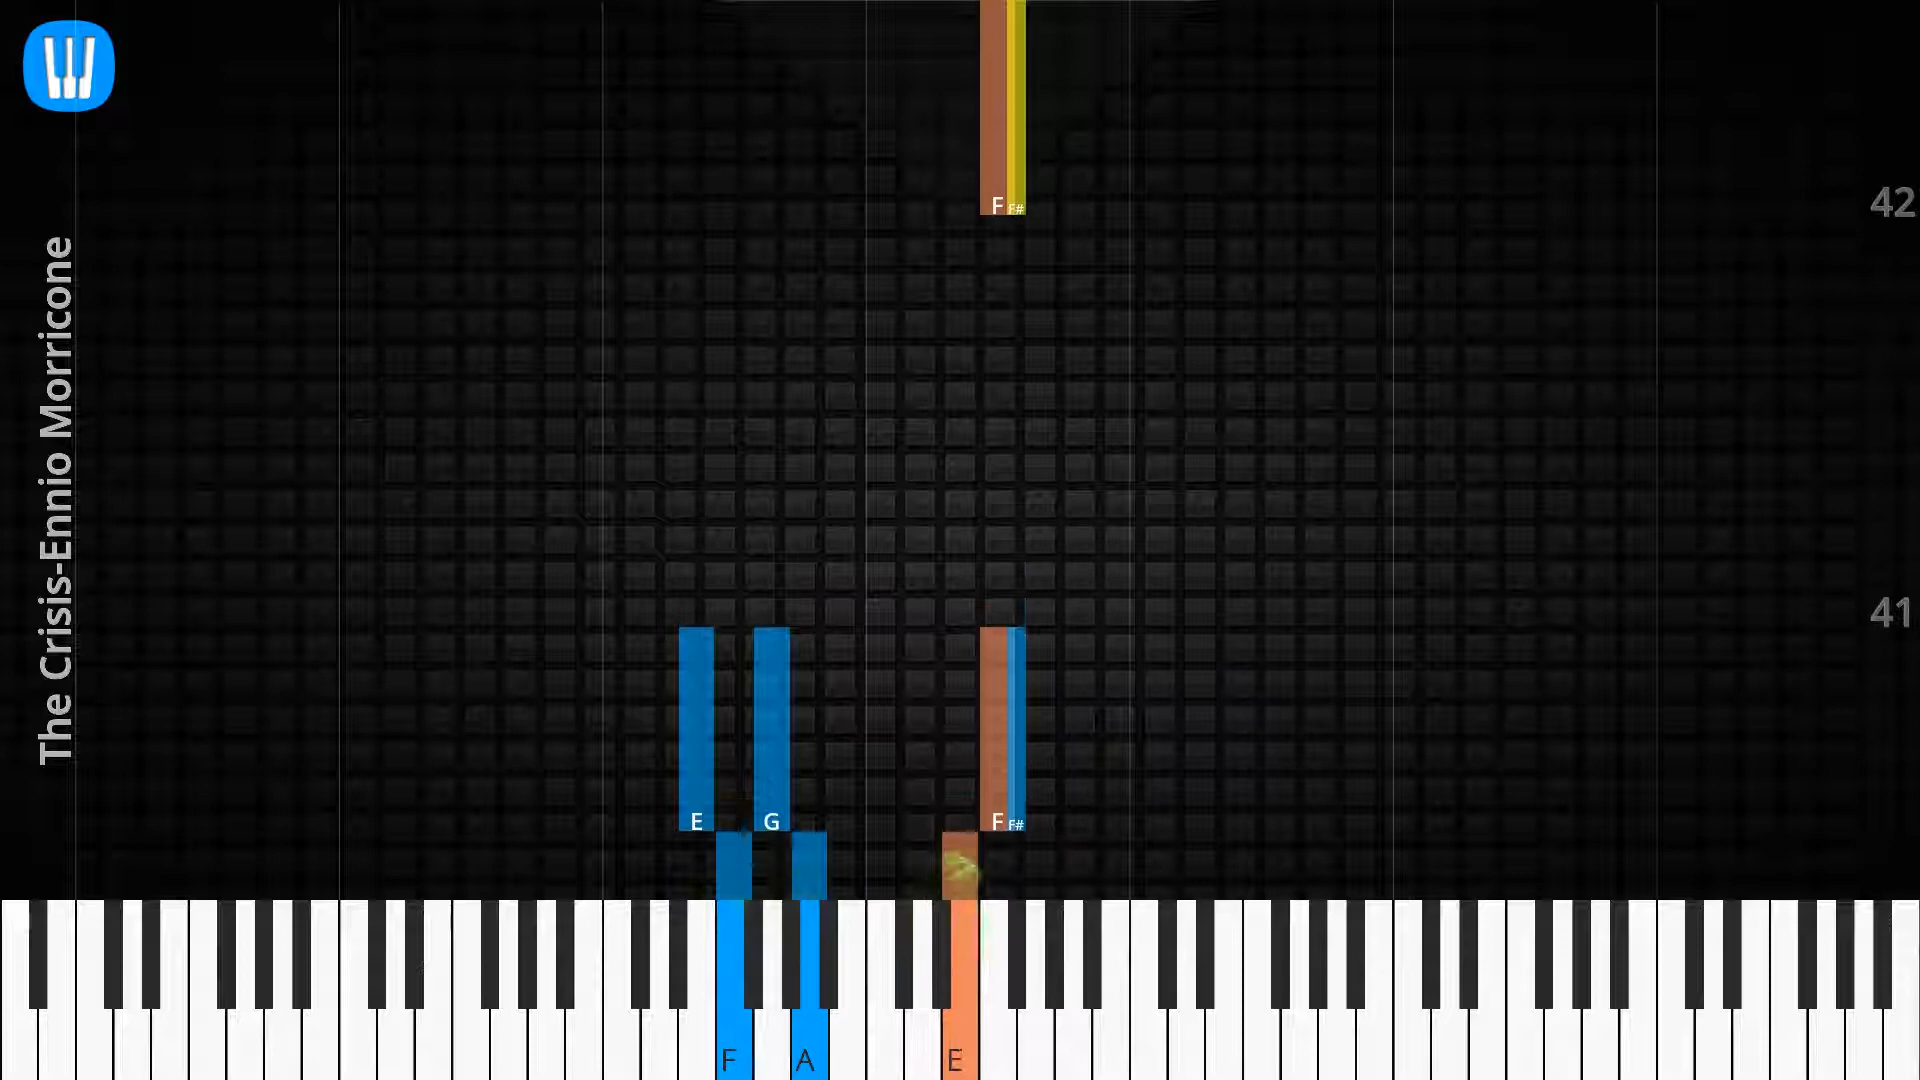 F F#
42
The Crisis-Ennio Morricone
41
E G F F#
F A E